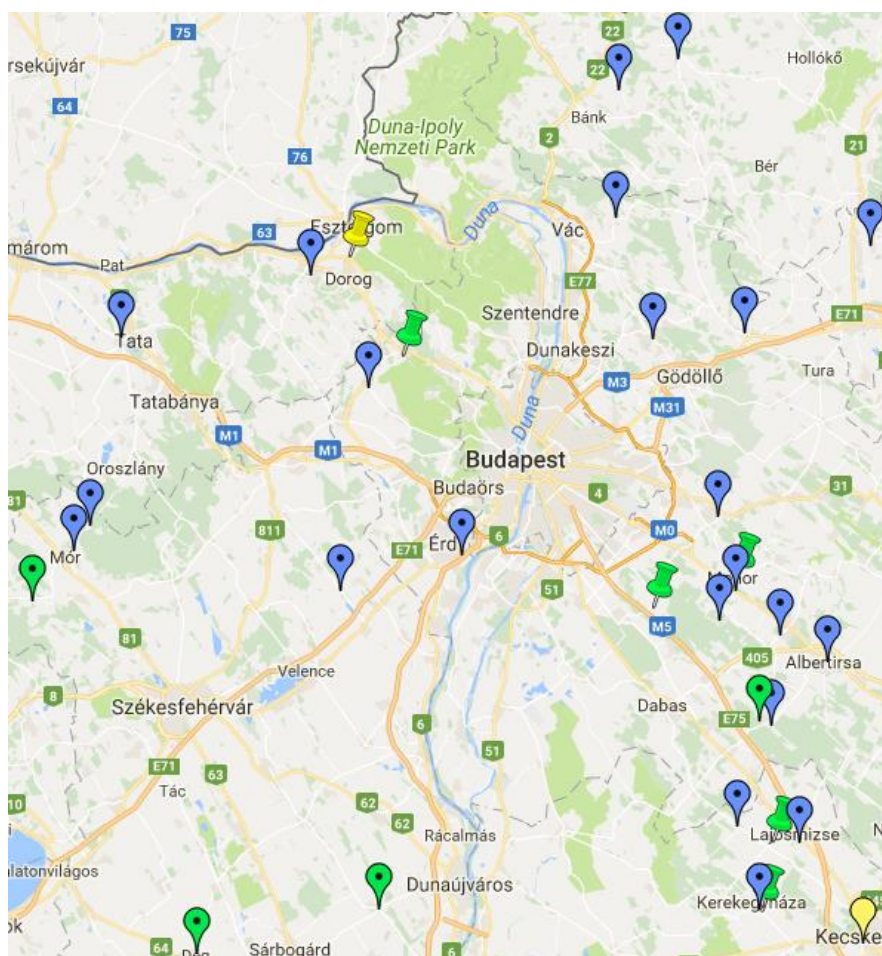 75
22
22
Hollókő
rsekújvár
64
Bánk
Duna-Ipoly
Nemzeti Park
2
21
76
Bér
63
Duna
Vác
márom
Pat
Dorog
E77
Szentendre
E71
Tata
Dunakeszi
Tura
M3
Gödöllő
Tatabánya
Duna
M31
M1
M1
Budapest
Oroszlány
Budaörs
4
31
81
811
E71
Érd
6
M0
Mór
51
M5
81
405
Albertirsa
Velence
8
Székesfehérvár
Dabas
E75
6
E71
63
51
10
Tác
62
62
Rácalmás
Lajosmizse
alatonvilágos
Dunaújváros
Kerekegyháza
ok
64
Sárbogárd
6
Kecske